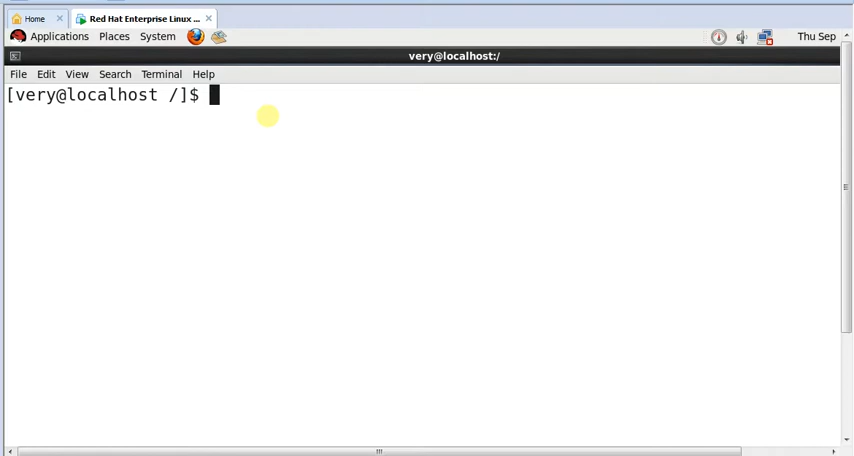 Home
Red Hat Enterprise Linux ...
Applications Places System
Thu Sep
very@localhost:/
File Edit View Search Terminal Help
[very@localhost /]$